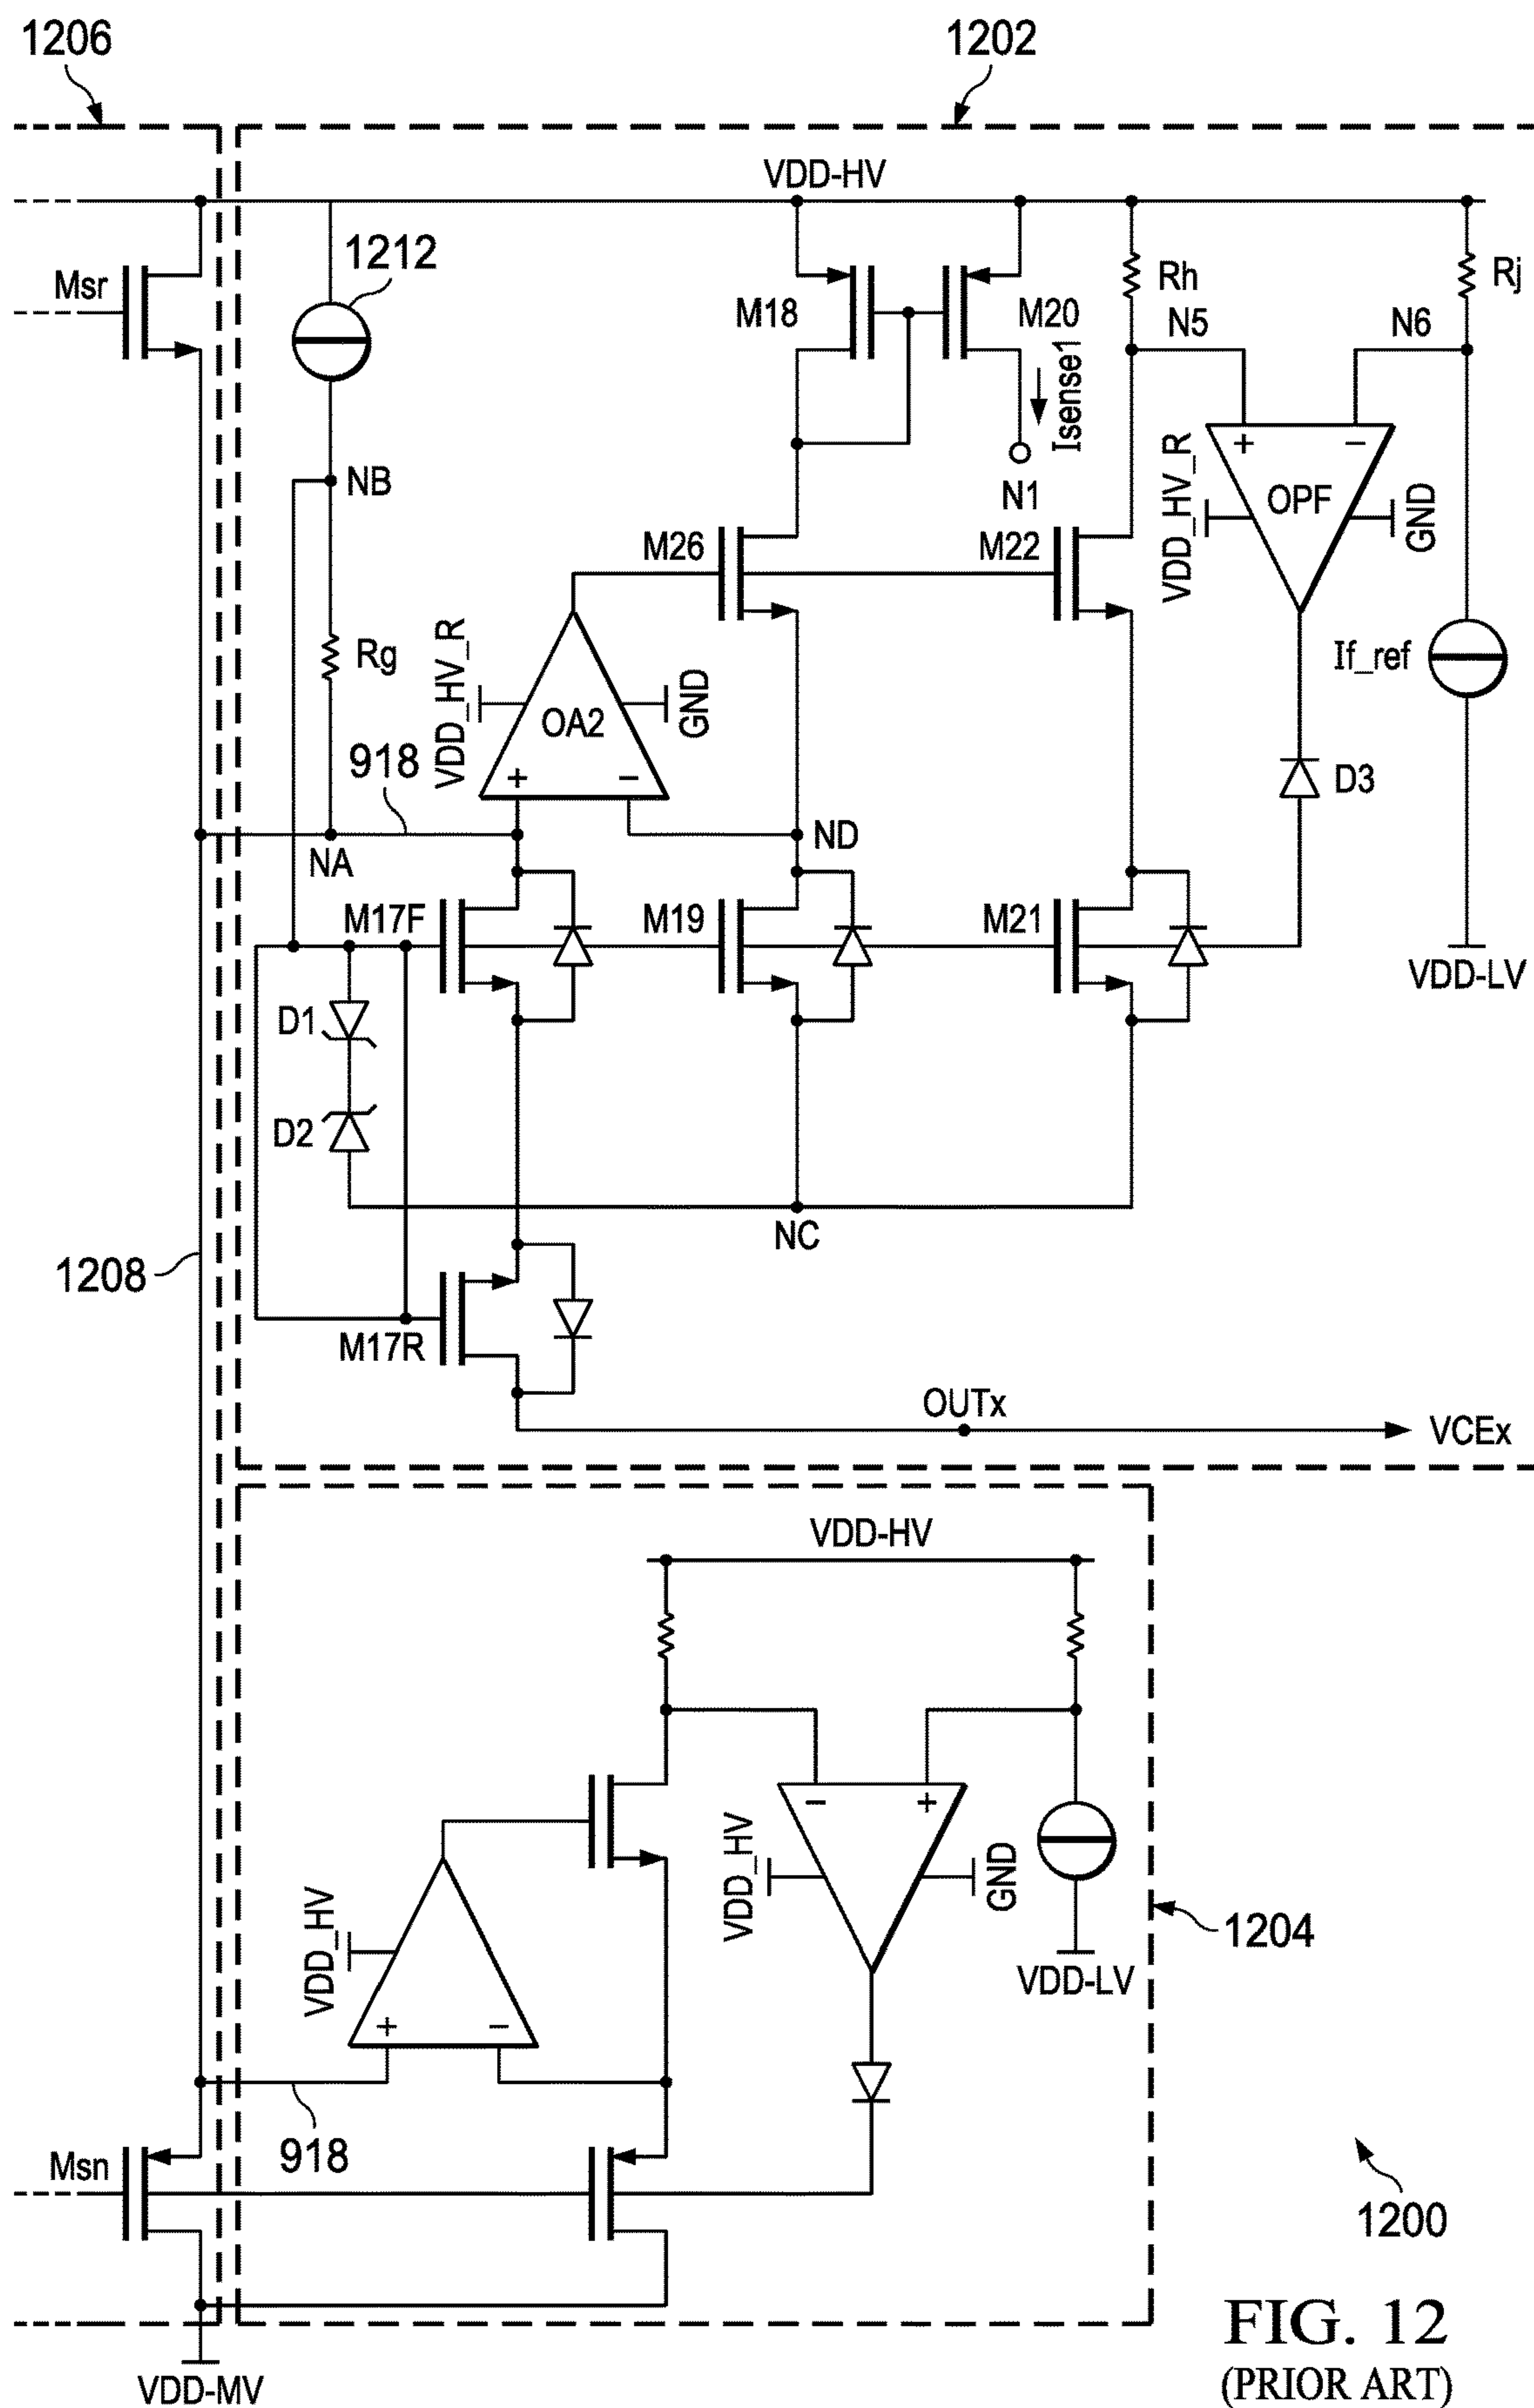 1206
1202
VDD-HV
Msr
1212
M18
M20
Rh
Rj
N5
N6
Isense1
N1
NB
+
−
VDD_HV_R
OPF
GND
M26
M22
Rg
VDD_HV_R
OA2
GND
If_ref
918
+
−
D3
NA
ND
M17F
M19
M21
VDD-LV
D1
D2
NC
1208
M17R
OUTx
VCEx
VDD-HV
−
+
VDD_HV
GND
VDD_HV
1204
VDD-LV
+
−
918
Msn
1200
VDD-MV
FIG. 12
(PRIOR ART)